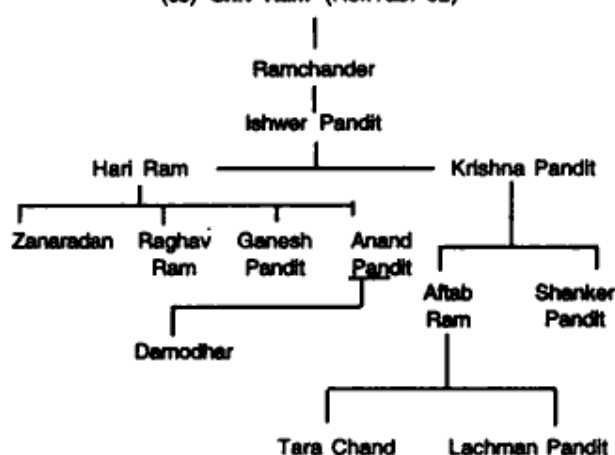 Ramchander
Ishwer Pandit
Hari Ram Krishna Pandit
Zanaradan Raghav Ram Ganesh Pandit Anand Pandit
Aftab Ram Shanker Pandit
Damodhar
Tara Chand Lachman Pandit